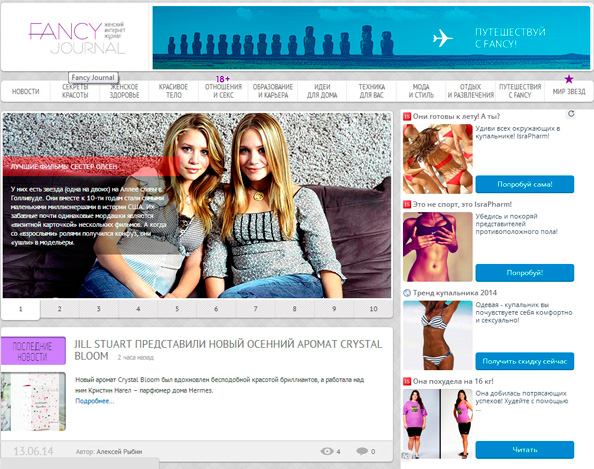 FANCY
женский
интернет
журнал
JOURNAL
ПУТЕШЕСТВУЙ
С FANCY!
Fancy Journal
18+
НОВОСТИ
СЕКРЕТЫ
КРАСОТЫ
ЖЕНСКОЕ
ЗДОРОВЬЕ
КРАСИВОЕ
ТЕЛО
ОТНОШЕНИЯ
И СЕКС
ОБРАЗОВАНИЕ
И КАРЬЕРА
ИДЕИ
ДЛЯ ДОМА
ТЕХНИКА
ДЛЯ ВАС
МОДА
И СТИЛЬ
ОТДЫХ
И РАЗВЛЕЧЕНИЯ
ПУТЕШЕСТВИЯ
С FANCY
МИР ЗВЕЗД
ЛУЧШИЕ ФИЛЬМЫ СЕСТЕР ОЛСЕН
У них есть звезда (одна на двоих) на Аллее славы в
Голливуде. Они вместе к 10-ти годам стали самыми
маленькими миллионершами в истории США. Их
забавные почти одинаковые мордашки являются
«визитной карточкой» нескольких фильмов. А когда
со «взрослыми» ролями получился конфуз, они
«ушли» в модельеры.
1 2 3 4 5 6 7 8 9 10
ПОСЛЕДНИЕ
НОВОСТИ
JILL STUART ПРЕДСТАВИЛИ НОВЫЙ ОСЕННИЙ АРОМАТ CRYSTAL
BLOOM 2 часа назад
Новый аромат Crystal Bloom был вдохновлен бесподобной красотой бриллиантов, а работала над
ним Кристин Нагел – парфюмер дома Hermes.
Подробнее...
13.06.14
Автор: Алексей Рыбин
4
0
Они готовы к лету! А ты?
Удиви всех окружающих в
купальнике! IsraPharm!
Попробуй сама!
Это не спорт, это IsraPharm!
Убедись и покоряй
представителей
противоположного пола!
Попробуй!
Тренд купальника 2014
Одевая - купальник вы
почувствуете себя комфортно
и сексуально!
Получить скидку сейчас
Она похудела на 16 кг!
Она добилась потрясающих
успехов! Худейте с помощью
...
Читать